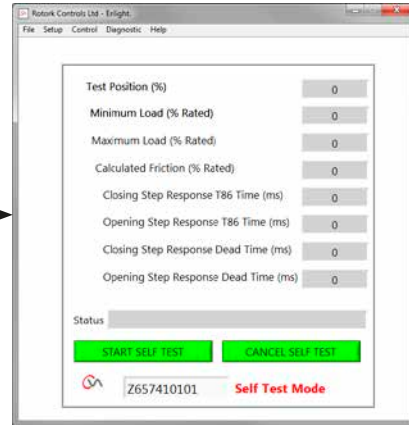 Rotork Controls Ltd - Enlight.
File Setup Control Diagnostic Help
Test Position (%) 0
Minimum Load (% Rated) 0
Maximum Load (% Rated) 0
Calculated Friction (% Rated) 0
Closing Step Response T86 Time (ms) 0
Opening Step Response T86 Time (ms) 0
Closing Step Response Dead Time (ms) 0
Opening Step Response Dead Time (ms) 0
Status
START SELF TEST CANCEL SELF TEST
Z657410101 Self Test Mode